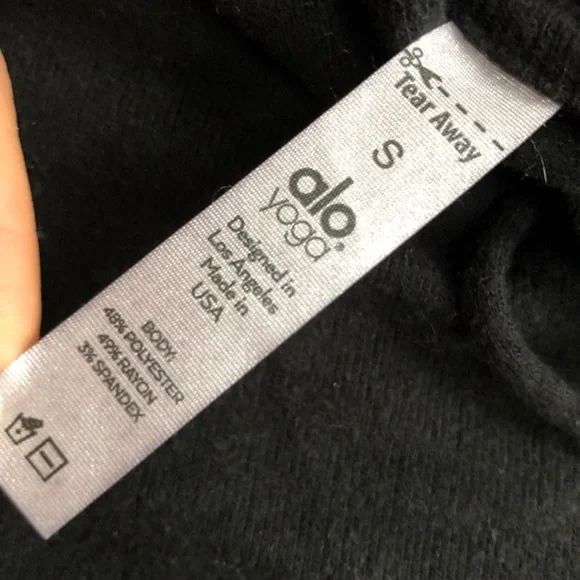 Tear Away
S
alo
yoga®
Designed in
Los Angeles
Made in
USA
BODY:
48% POLYESTER
49% RAYON
3% SPANDEX